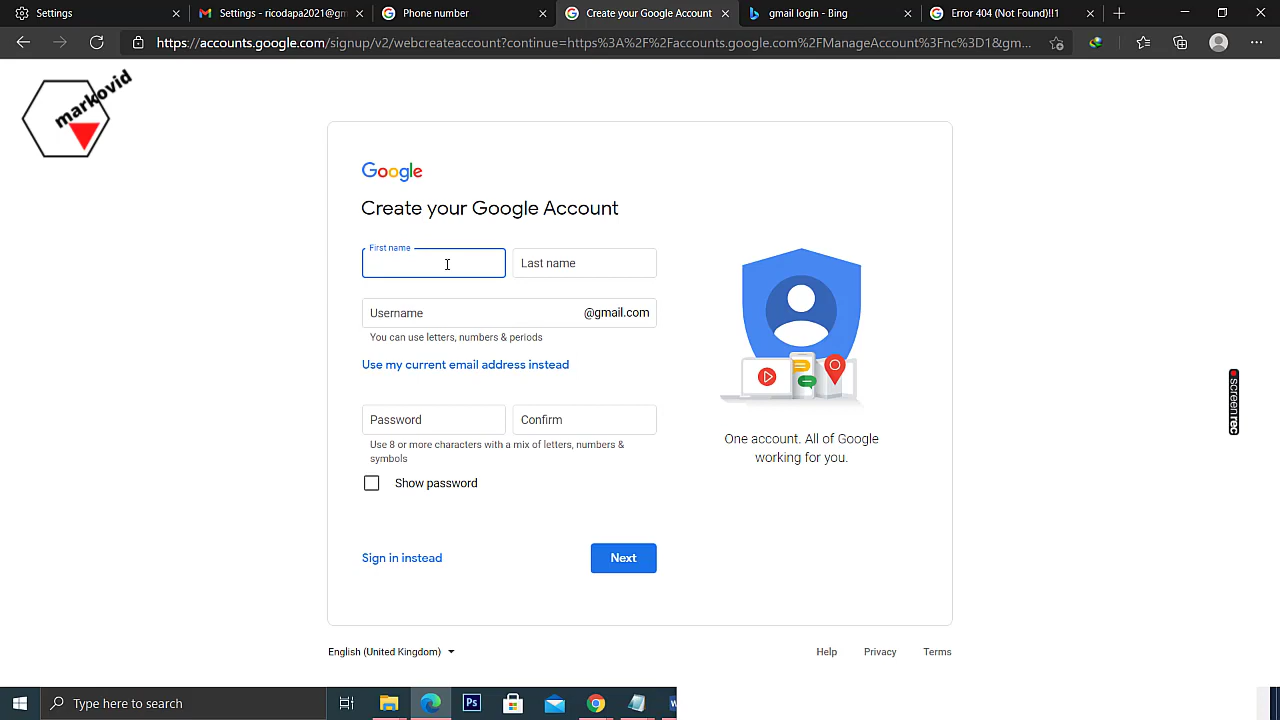 Settings
Settings - ricodapa2021@gm
Phone number
Create your Google Account
gmail login - Bing
Error 404 (Not Found)!!1
https://accounts.google.com/signup/v2/webcreateaccount?continue=https%3A%2F%2Faccounts.google.com%2FManageAccount%3Fnc%3D1&gm...
markovid
Google
Create your Google Account
First name
Last name
Username
@gmail.com
You can use letters, numbers & periods
Use my current email address instead
Password
Confirm
Use 8 or more characters with a mix of letters, numbers &
symbols
Show password
Sign in instead
Next
One account. All of Google
working for you.
screenrec
English (United Kingdom)
Help
Privacy
Terms
Type here to search
Ps
W